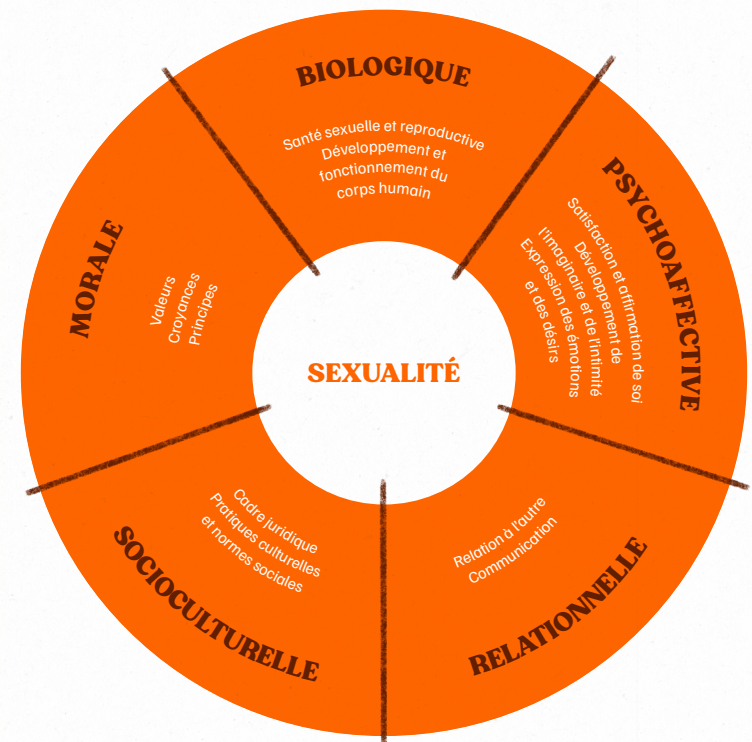 BIOLOGIQUE
Santé sexuelle et reproductive
Développement et
fonctionnement du
corps humain
PSYCHOAFFECTIVE
Satisfaction et affirmation de soi
Développement de
l'imaginaire et de l'intimité
Expression des émotions
et des désirs
RELATIONNELLE
Relation à l'autre
Communication
SOCIOCULTURELLE
Cadre juridique
Pratiques culturelles
et normes sociales
MORALE
Valeurs
Croyances
Principes
SEXUALITÉ